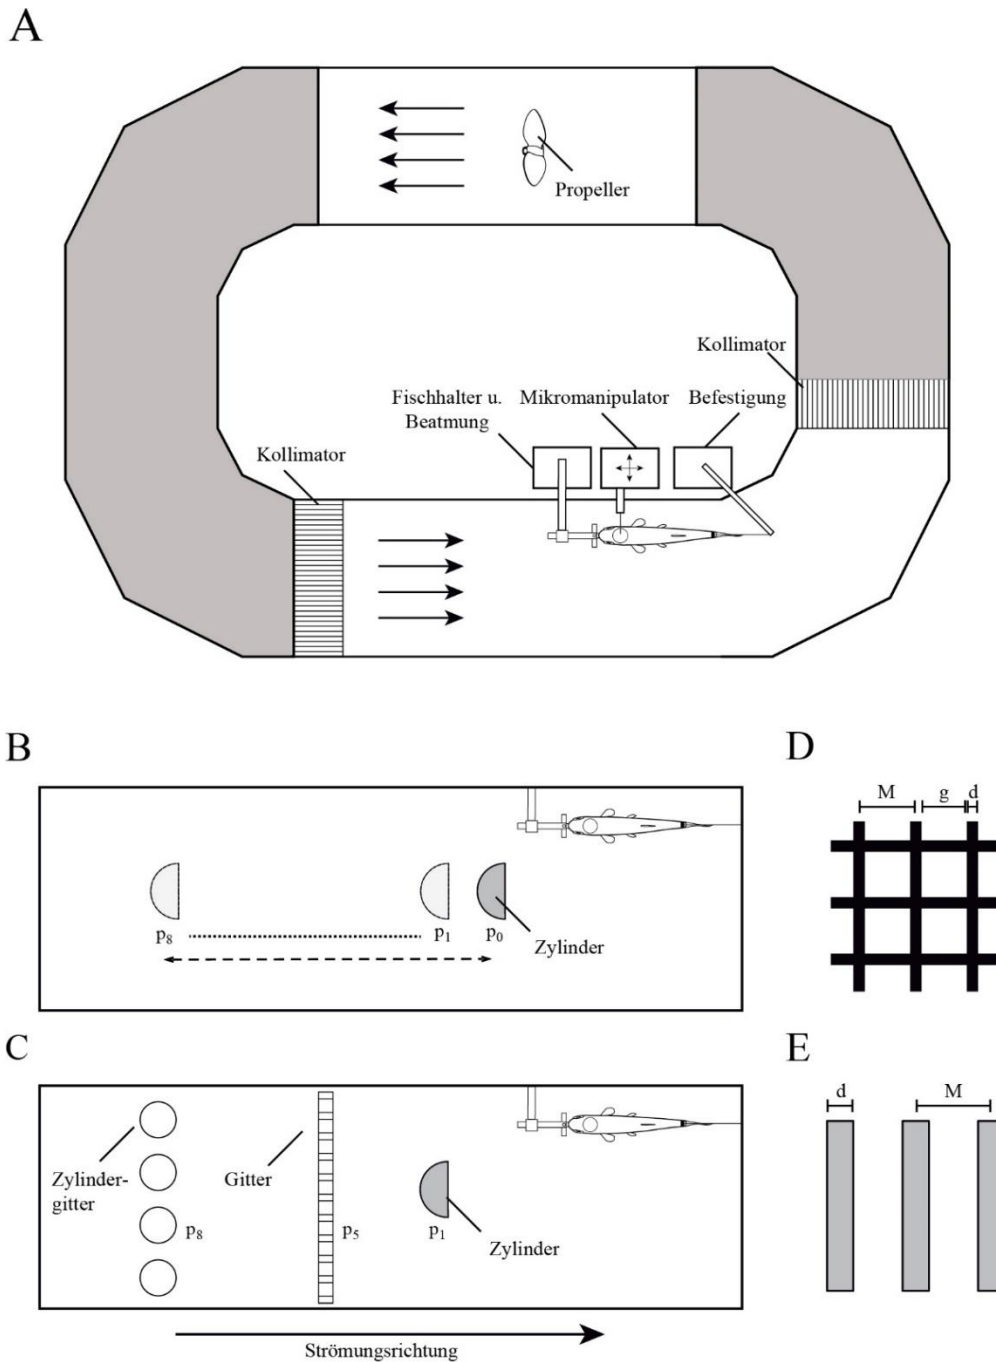 A
Propeller
Kollimator
Fischhalter u.
Beatmung
Mikromanipulator
Befestigung
Kollimator
B
p8
p1
p0
Zylinder
D
M
g
d
C
Zylinder-
gitter
p8
Gitter
p5
p1
Zylinder
Strömungsrichtung
E
d
M